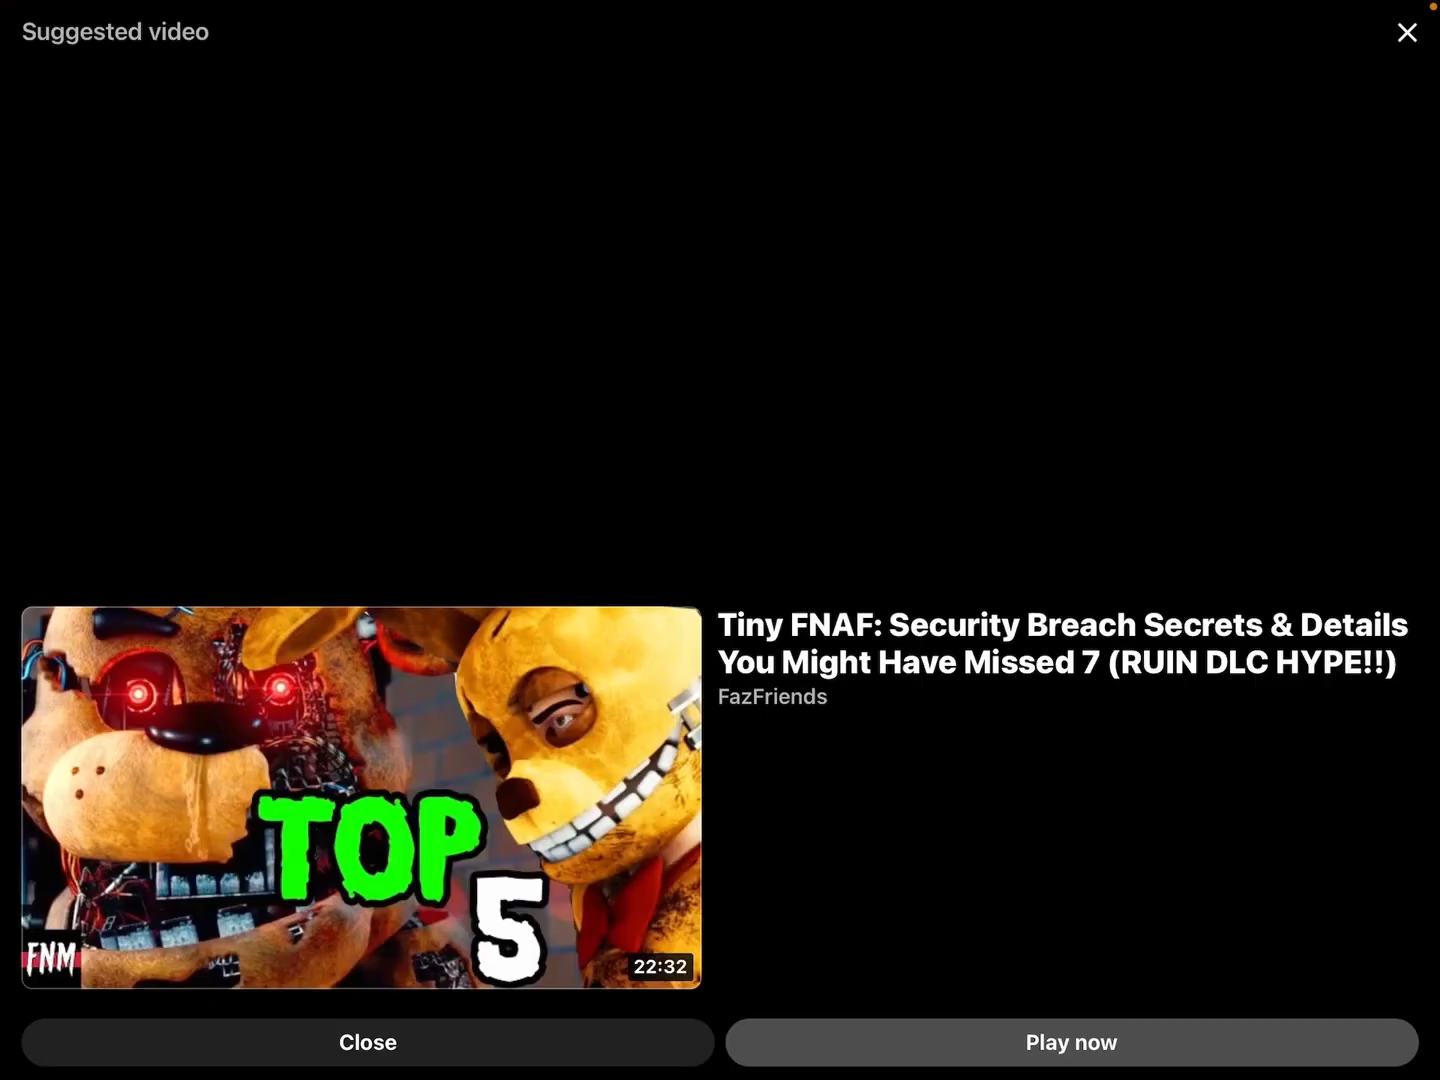 Suggested video
Tiny FNAF: Security Breach Secrets & Details
You Might Have Missed 7 (RUIN DLC HYPE!!)
FazFriends
TOP
5
FNM
22:32
Close
Play now